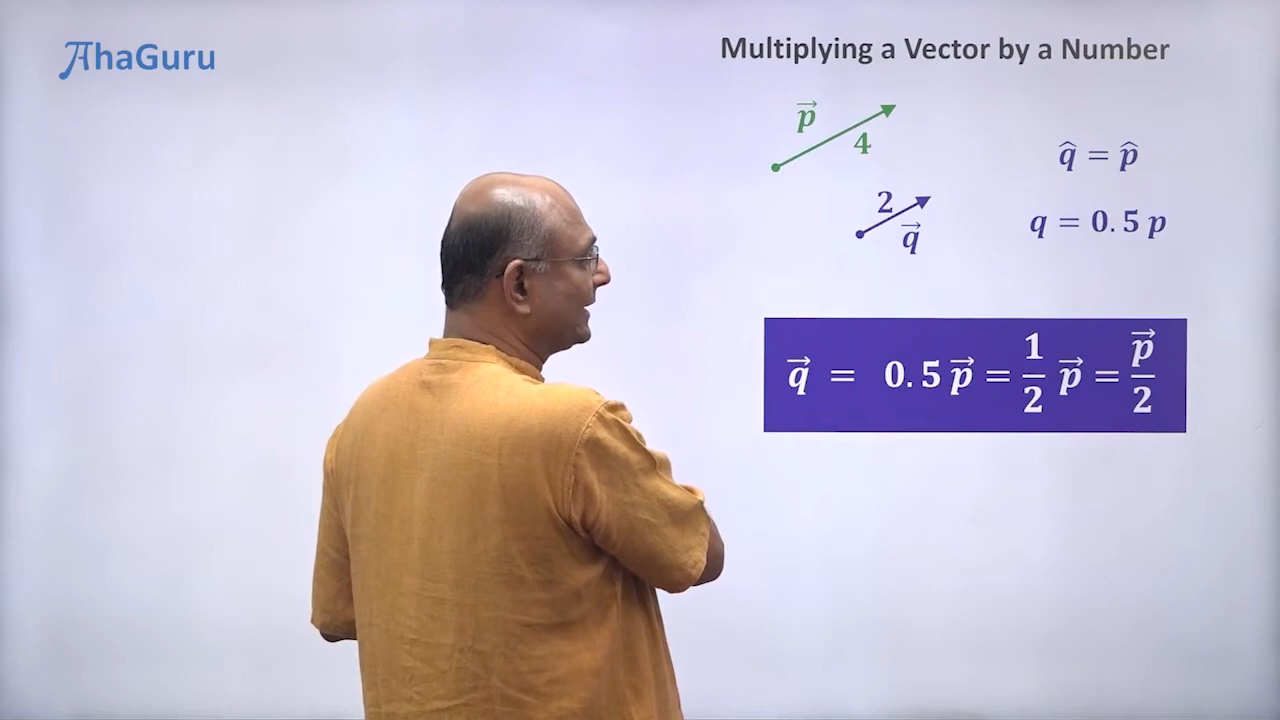 AhaGuru
Multiplying a Vector by a Number
p⃗
4
q̂ = p̂
2
q⃗
q = 0.5 p
q⃗ = 0.5 p⃗ = 1/2 p⃗ = p⃗/2